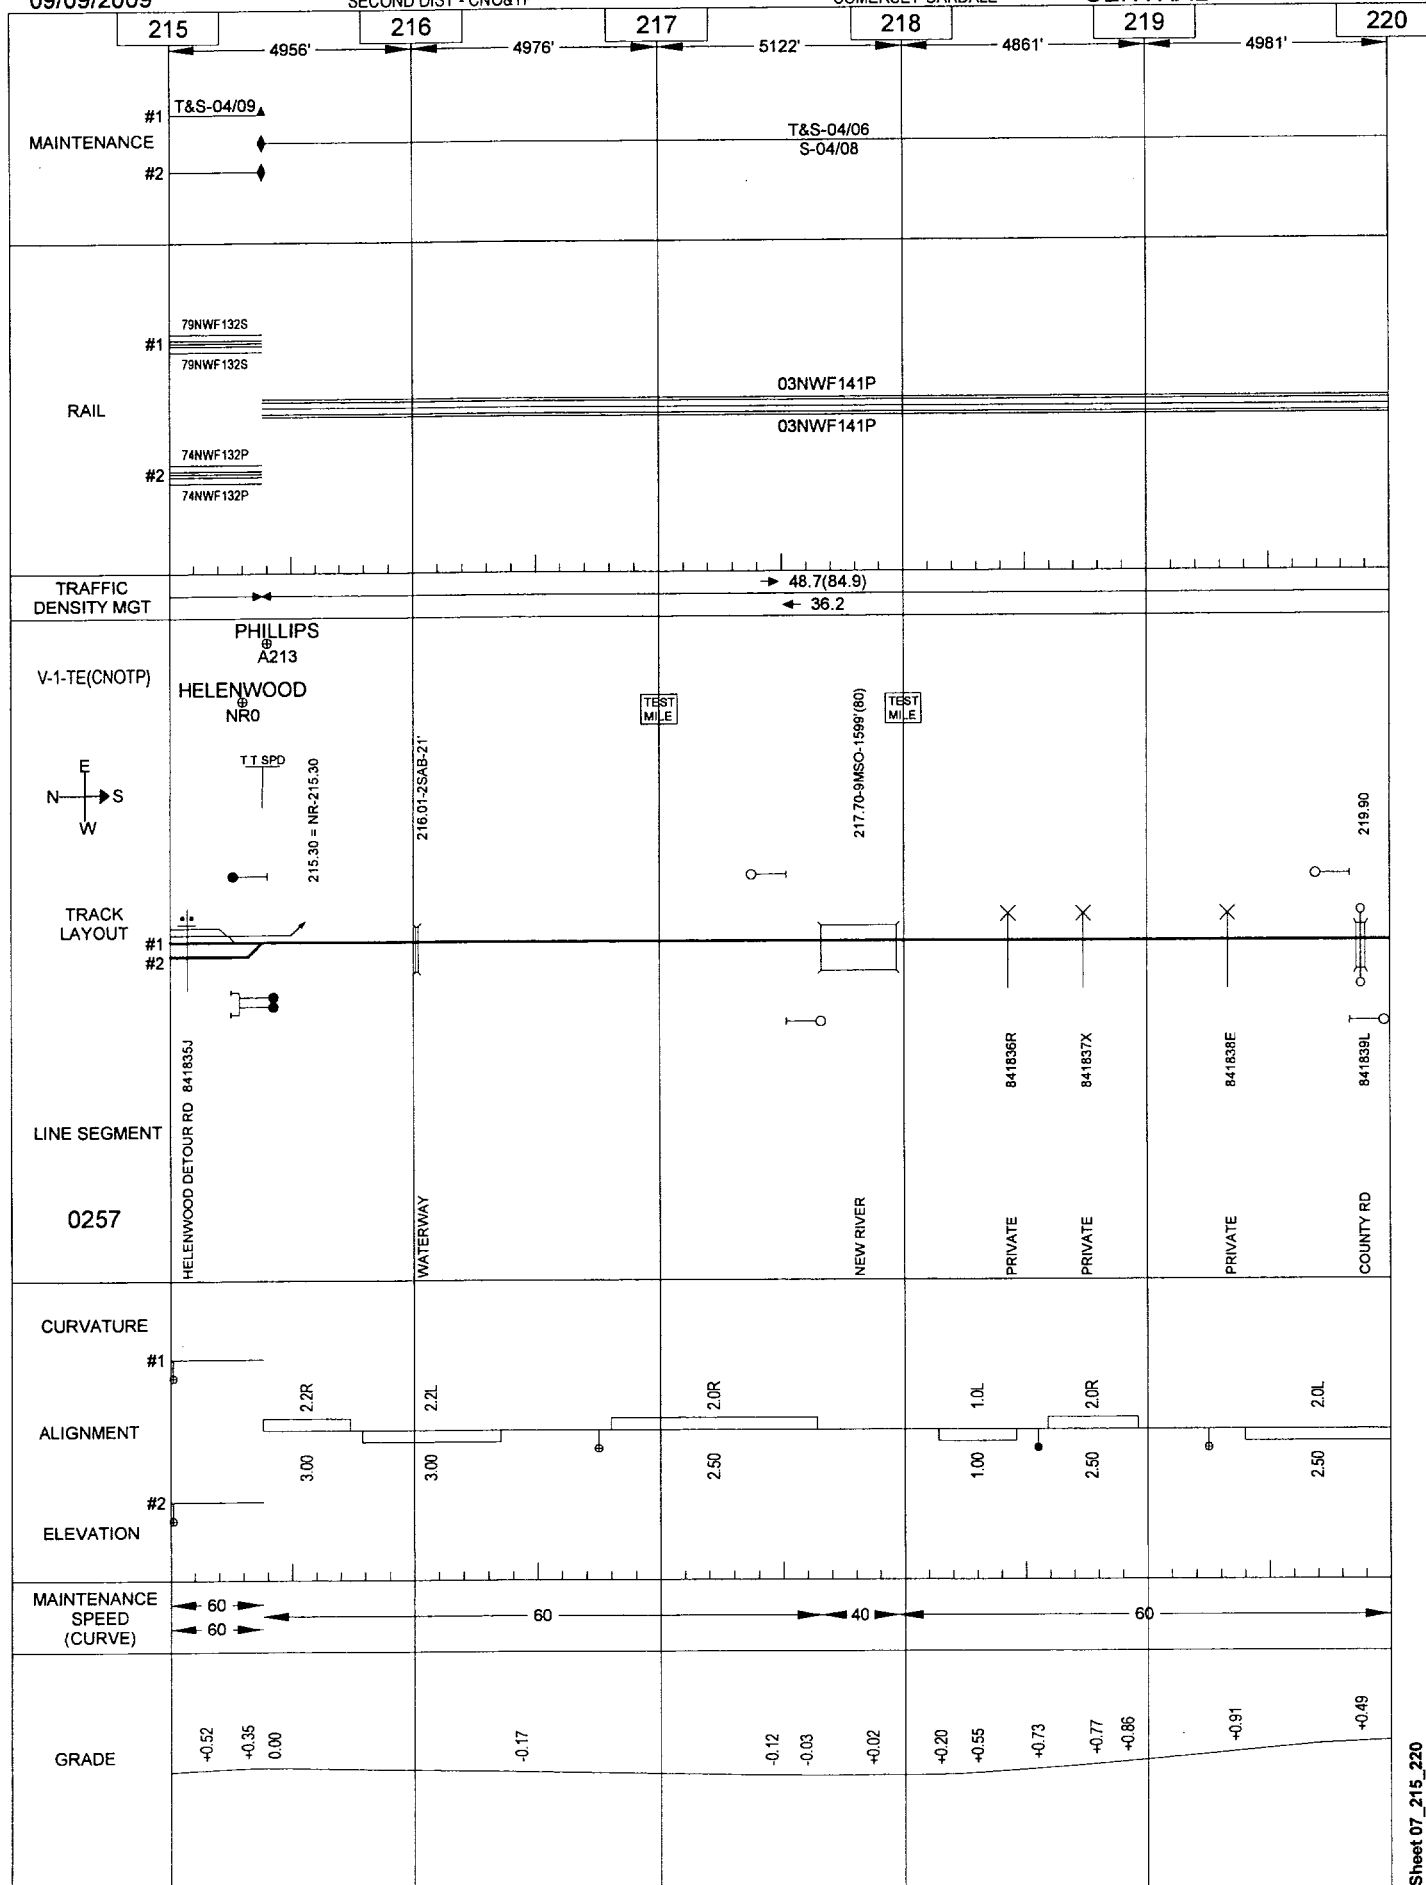 09/09/2009
SECOND DIST - CNO&TP
215 216 217 218 219 220
4956' 4976' 5122' 4861' 4981'
MAINTENANCE
#1
T&S-04/09
T&S-04/06
S-04/08
#2
RAIL
#1
79NWF132S
79NWF132S
03NWF141P
03NWF141P
#2
74NWF132P
74NWF132P
TRAFFIC
DENSITY MGT
48.7(84.9)
36.2
V-1-TE(CNOTP)
PHILLIPS
A213
HELENWOOD
NR0
TEST
MILE
TEST
MILE
E
N S
W
T T SPD
215.30 = NR-215.30
216.01-2SAB-21'
217.70-9MSO-1599'(80)
219.90
TRACK
LAYOUT
#1
#2
LINE SEGMENT
0257
HELENWOOD DETOUR RD 841835J
WATERWAY
NEW RIVER
PRIVATE 841836R
PRIVATE 841837X
PRIVATE 841838E
COUNTY RD 841839L
CURVATURE
#1
ALIGNMENT
2.2R 2.2L 2.0R 1.0L 2.0R 2.0L
3.00 3.00 2.50 1.00 2.50 2.50
#2
ELEVATION
MAINTENANCE
SPEED
(CURVE)
60
60
60 40 60
GRADE
+0.52 +0.35 0.00 -0.17 -0.12 -0.03 +0.02 +0.20 +0.55 +0.73 +0.77 +0.86 +0.91 +0.49
Sheet 07_215_220